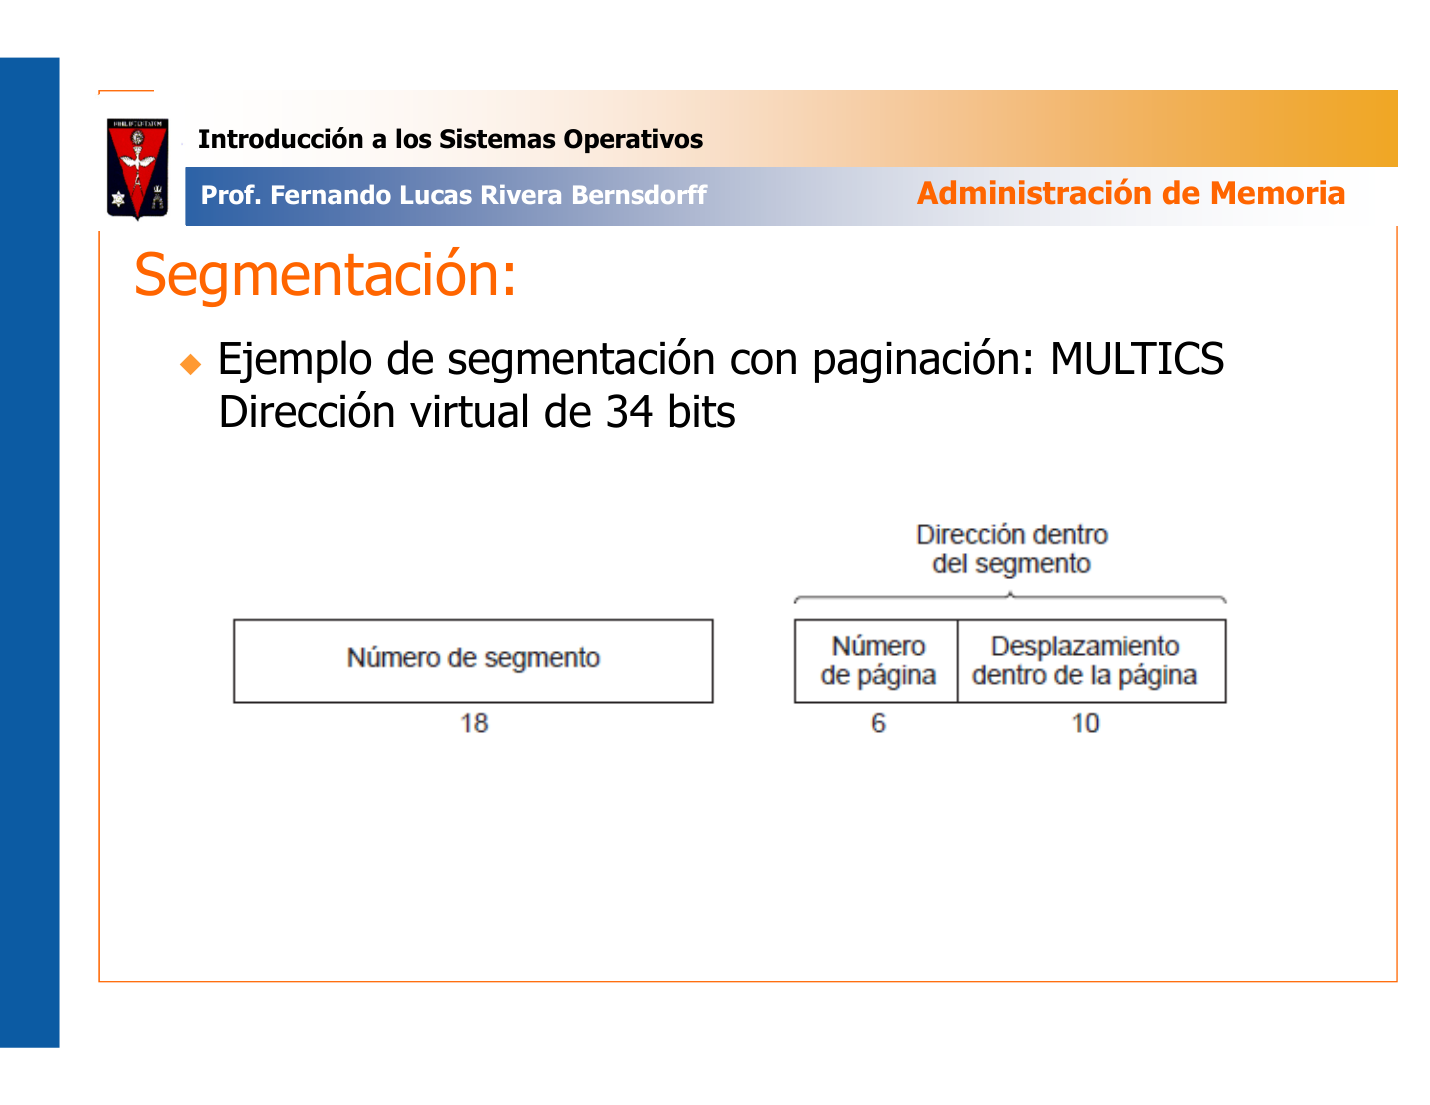 Introducción a los Sistemas Operativos
Prof. Fernando Lucas Rivera Bernsdorff
Administración de Memoria
Segmentación:
Ejemplo de segmentación con paginación: MULTICS
Dirección virtual de 34 bits
Dirección dentro
del segmento
Número de segmento
Número
de página
Desplazamiento
dentro de la página
18
6
10